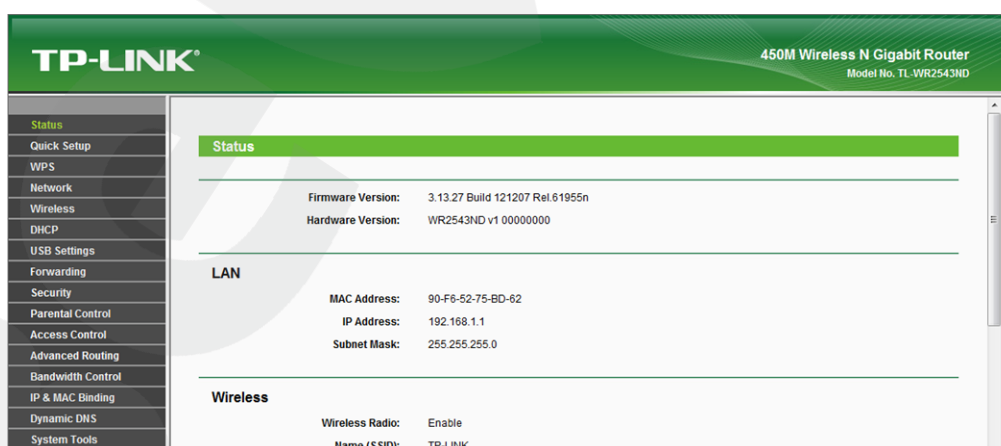 TP-LINK®
450M Wireless N Gigabit Router
Model No. TL-WR2543ND
Status
Quick Setup
WPS
Network
Wireless
DHCP
USB Settings
Forwarding
Security
Parental Control
Access Control
Advanced Routing
Bandwidth Control
IP & MAC Binding
Dynamic DNS
System Tools
Status
Firmware Version: 3.13.27 Build 121207 Rel.61955n
Hardware Version: WR2543ND v1 00000000
LAN
MAC Address: 90-F6-52-75-BD-62
IP Address: 192.168.1.1
Subnet Mask: 255.255.255.0
Wireless
Wireless Radio: Enable
Name (SSID): TP-LINK